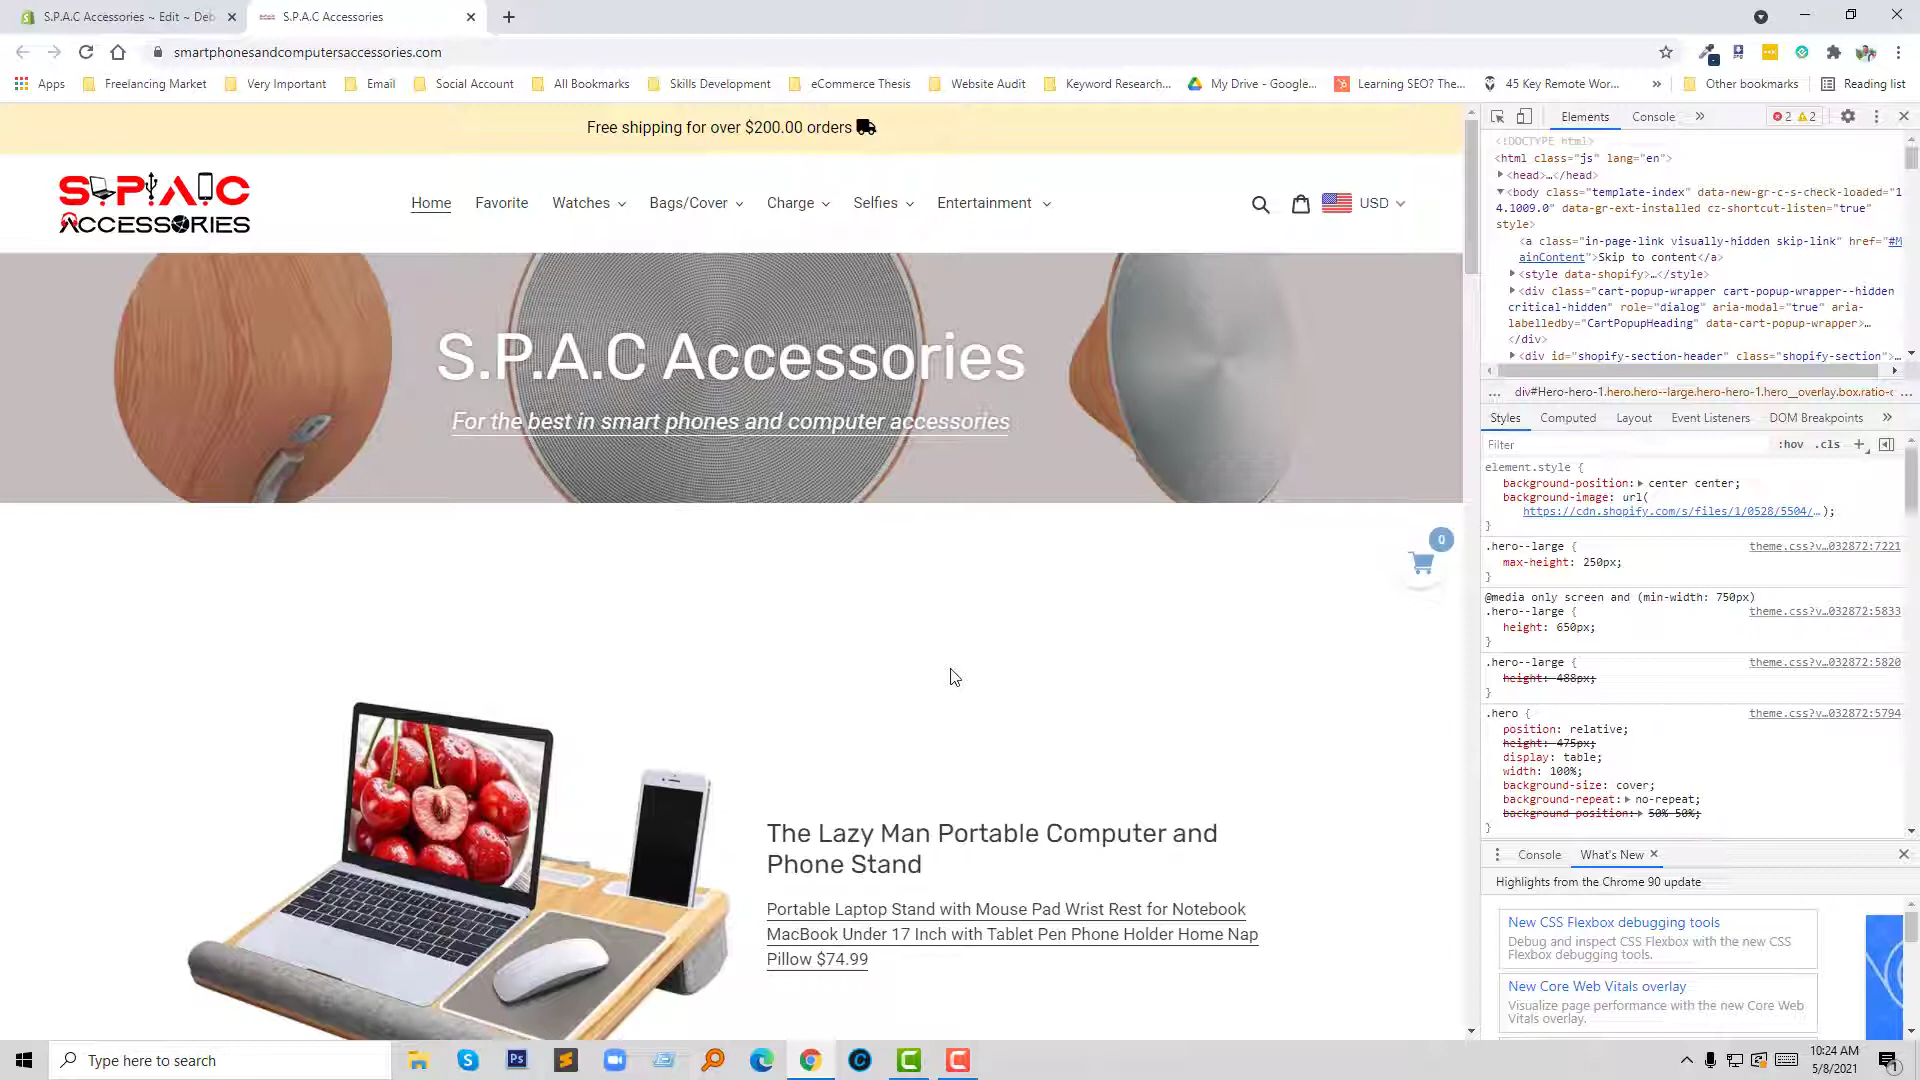 S.P.A.C Accessories ~ Edit ~ Deb
S.P.A.C Accessories
smartphonesandcomputersaccessories.com
Apps
Freelancing Market
Very Important
Email
Social Account
All Bookmarks
Skills Development
eCommerce Thesis
Website Audit
Keyword Research...
My Drive - Google...
Learning SEO? The...
45 Key Remote Wor...
»
Other bookmarks
Reading list
Free shipping for over $200.00 orders
S.P.A.C
ACCESSORIES
Home
Favorite
Watches
Bags/Cover
Charge
Selfies
Entertainment
USD
S.P.A.C Accessories
For the best in smart phones and computer accessories
0
The Lazy Man Portable Computer and
Phone Stand
Portable Laptop Stand with Mouse Pad Wrist Rest for Notebook
MacBook Under 17 Inch with Tablet Pen Phone Holder Home Nap
Pillow $74.99
Elements
Console
»
2
2
<!DOCTYPE html>
<html class="js" lang="en">
<head>…</head>
<body class="template-index" data-new-gr-c-s-check-loaded="1
4.1009.0" data-gr-ext-installed cz-shortcut-listen="true"
style>
<a class="in-page-link visually-hidden skip-link" href="#M
ainContent">Skip to content</a>
<style data-shopify>…</style>
<div class="cart-popup-wrapper cart-popup-wrapper--hidden
critical-hidden" role="dialog" aria-modal="true" aria-
labelledby="CartPopupHeading" data-cart-popup-wrapper>…
</div>
<div id="shopify-section-header" class="shopify-section">…
... div#Hero-hero-1.hero.hero--large.hero-hero-1.hero__overlay.box.ratio-c ...
Styles
Computed
Layout
Event Listeners
DOM Breakpoints
»
Filter
:hov .cls +
element.style {
background-position: center center;
background-image: url(
https://cdn.shopify.com/s/files/1/0528/5504/… );
}
.hero--large {
theme.css?v…032872:7221
max-height: 250px;
}
@media only screen and (min-width: 750px)
.hero--large {
theme.css?v…032872:5833
height: 650px;
}
.hero--large {
theme.css?v…032872:5820
height: 488px;
}
.hero {
theme.css?v…032872:5794
position: relative;
height: 475px;
display: table;
width: 100%;
background-size: cover;
background-repeat: no-repeat;
background-position: 50% 50%;
}
Console
What's New
Highlights from the Chrome 90 update
New CSS Flexbox debugging tools
Debug and inspect CSS Flexbox with the new CSS
Flexbox debugging tools.
New Core Web Vitals overlay
Visualize page performance with the new Core Web
Vitals overlay.
Type here to search
Ps
10:24 AM
5/8/2021
1